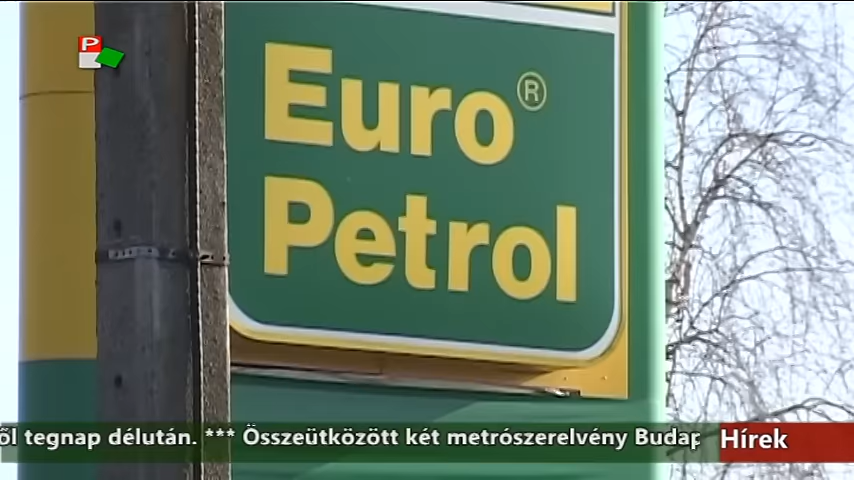 P
Euro®
Petrol
ől tegnap délután. *** Összeütközött két metrószerelvény Budap
Hírek